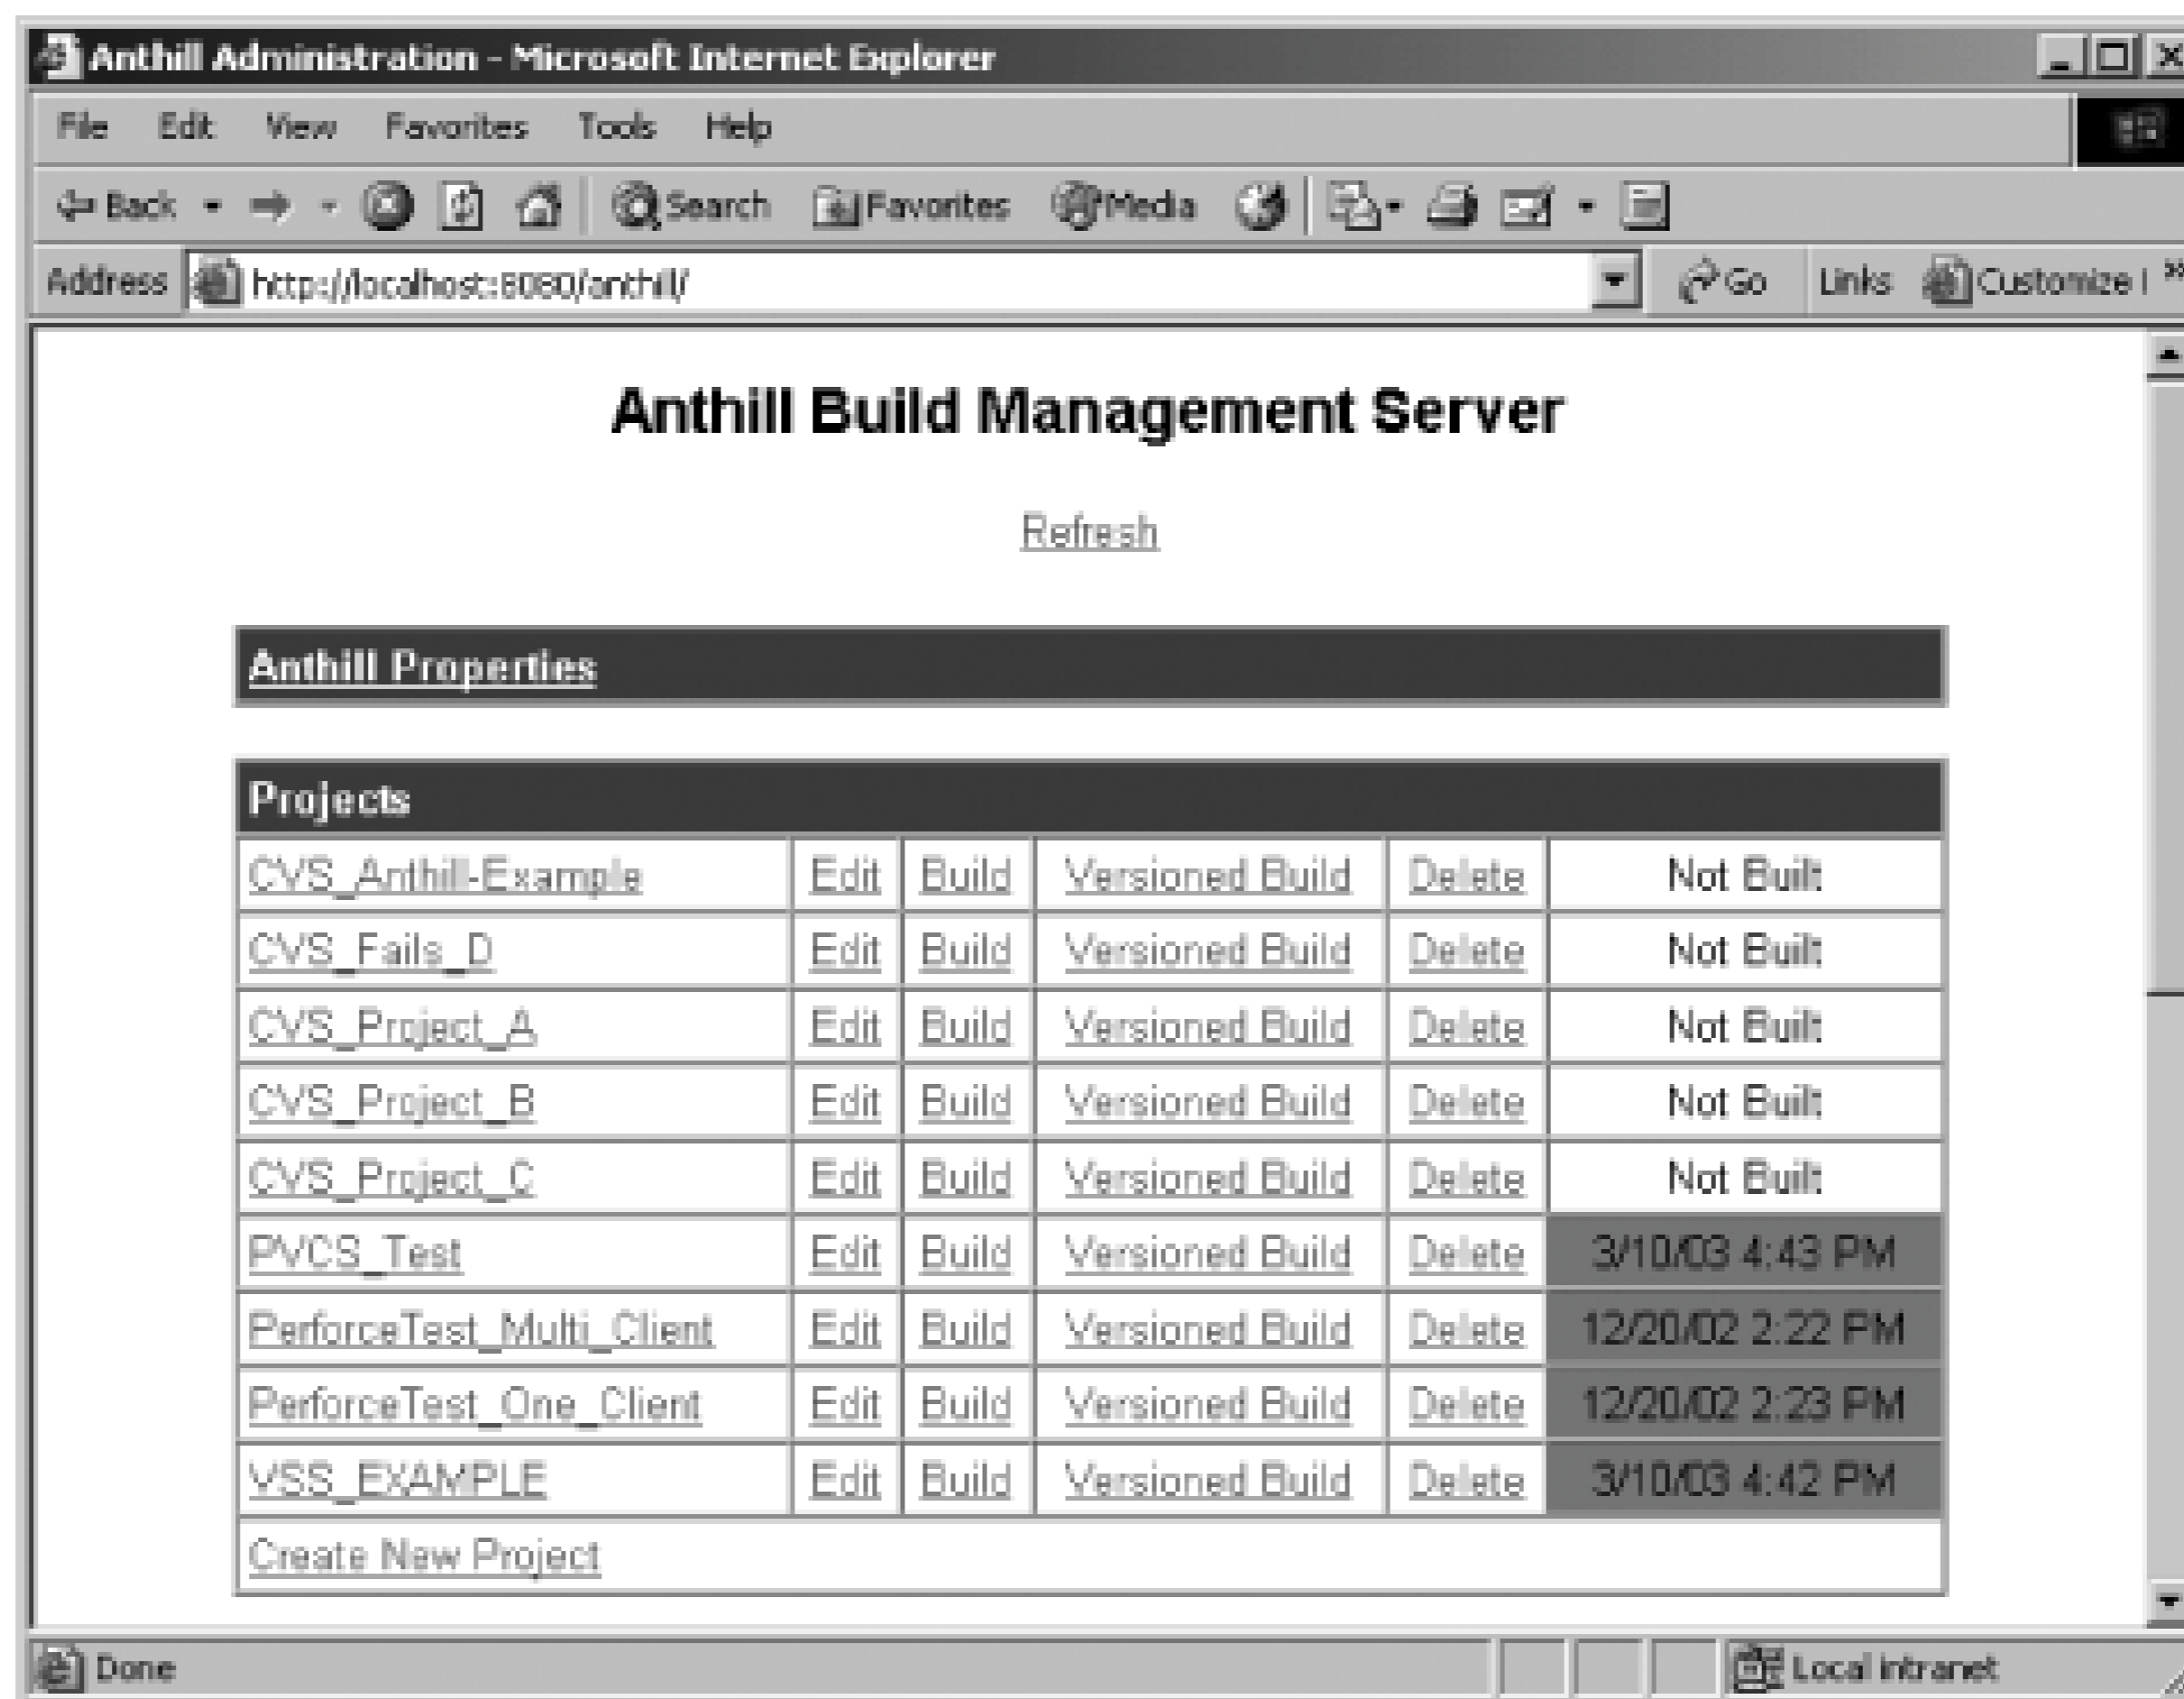 Anthill Administration - Microsoft Internet Explorer
File Edit View Favorites Tools Help
Back Search Favorites Media
Address http://localhost:8080/anthill/ Go Links Customize
Anthill Build Management Server
Refresh
Anthill Properties
Projects
CVS_Anthill-Example Edit Build Versioned Build Delete Not Built
CVS_Fails_D Edit Build Versioned Build Delete Not Built
CVS_Project_A Edit Build Versioned Build Delete Not Built
CVS_Project_B Edit Build Versioned Build Delete Not Built
CVS_Project_C Edit Build Versioned Build Delete Not Built
PVCS_Test Edit Build Versioned Build Delete 3/10/03 4:43 PM
PerforceTest_Multi_Client Edit Build Versioned Build Delete 12/20/02 2:22 PM
PerforceTest_One_Client Edit Build Versioned Build Delete 12/20/02 2:23 PM
VSS_EXAMPLE Edit Build Versioned Build Delete 3/10/03 4:42 PM
Create New Project
Done Local intranet